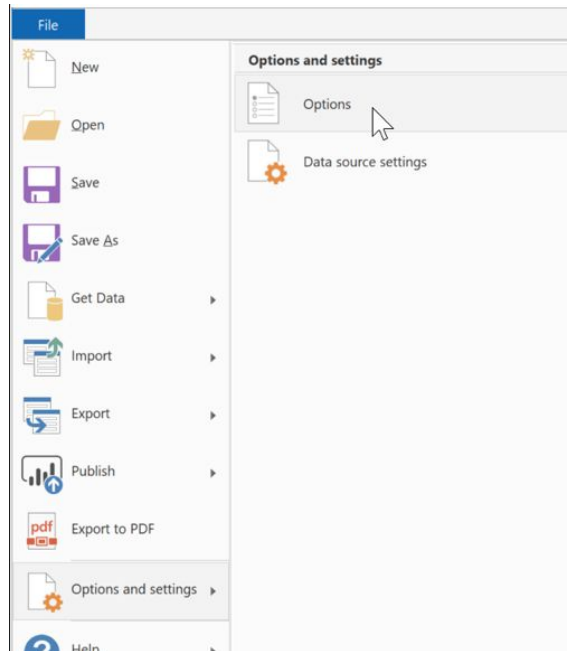 File
New
Open
Save
Save As
Get Data
Import
Export
Publish
pdf
Export to PDF
Options and settings
Help
Options and settings
Options
Data source settings